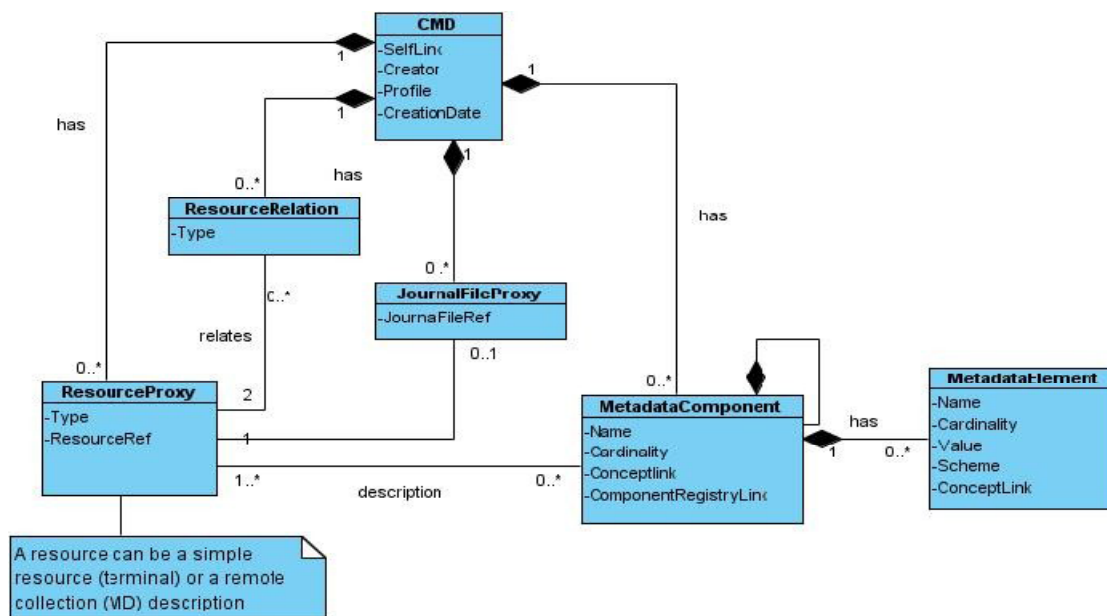 CMD
-SelfLink
-Creator
-Profile
-CreationDate
1
1
1
1
has
has
has
0..*
ResourceRelation
-Type
0..*
0..*
JournalFileProxy
-JournaFileRef
0..1
relates
0..*
2
ResourceProxy
-Type
-ResourceRef
1
1..*
description
0..*
0..*
MetadataComponent
-Name
-Cardinality
-Conceptlink
-ComponentRegistryLink
has
1
0..*
MetadataElement
-Name
-Cardinality
-Value
-Scheme
-ConceptLink
A resource can be a simple
resource (terminal) or a remote
collection (MD) description